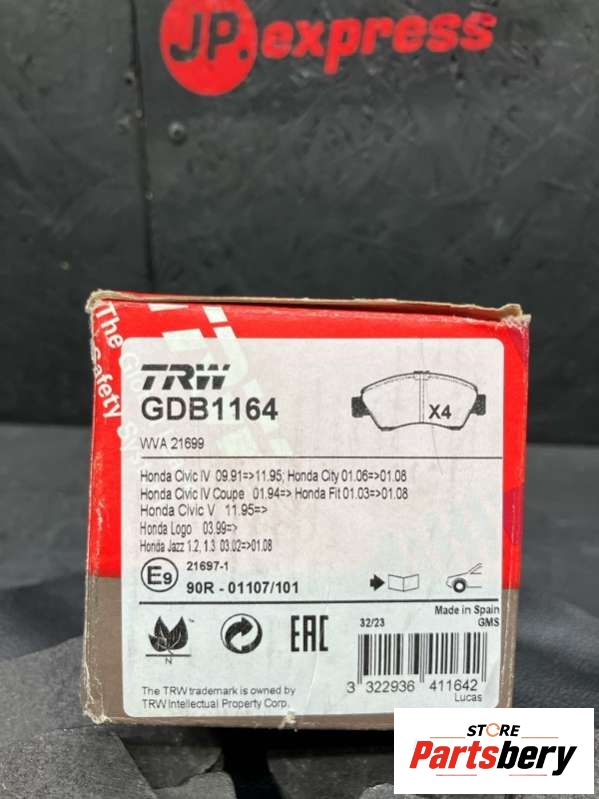 JP.express
The Glo
Safety Sy
TRW
GDB1164
X4
WVA 21699
Honda Civic IV 09.91=>11.95; Honda City 01.06=>01.08
Honda Civic IV Coupe 01.94=> Honda Fit 01.03=>01.08
Honda Civic V 11.95=>
Honda Logo 03.99=>
Honda Jazz 1.2, 1.3 03.02=>01.08
E9
21697-1
90R - 01107/101
N
EAC
32/23
Made in Spain
GMS
3 322936 411642
Lucas
The TRW trademark is owned by
TRW Intellectual Property Corp.
STORE
Partsbery